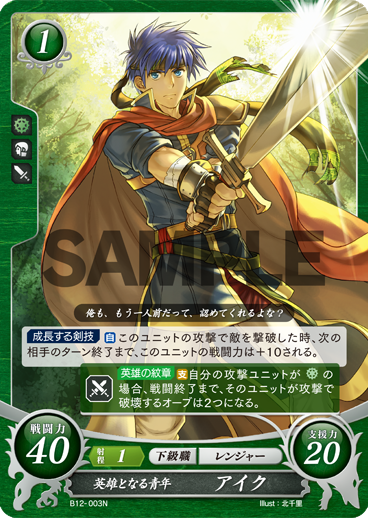 1
SAMPLE
俺も、もう一人前だって、認めてくれるよな?
成長する剣技 自 このユニットの攻撃で敵を撃破した時、次の
相手のターン終了まで、このユニットの戦闘力は+10される。
英雄の紋章 支 自分の攻撃ユニットが の
場合、戦闘終了まで、そのユニットが攻撃で
破壊するオーブは2つになる。
戦闘力
40
射程 1 下級職 レンジャー
支援力
20
英雄となる青年 アイク
B12-003N Illust:北千里